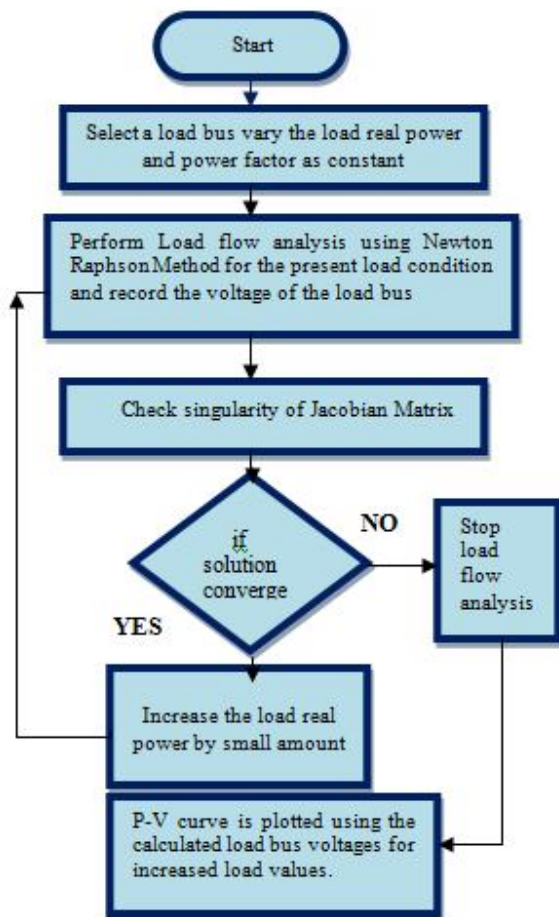 Start
Select a load bus vary the load real power
and power factor as constant
Perform Load flow analysis using Newton
Raphson Method for the present load condition
and record the voltage of the load bus
Check singularity of Jacobian Matrix
if
solution
converge
NO
Stop
load
flow
analysis
YES
Increase the load real
power by small amount
P-V curve is plotted using the
calculated load bus voltages for
increased load values.